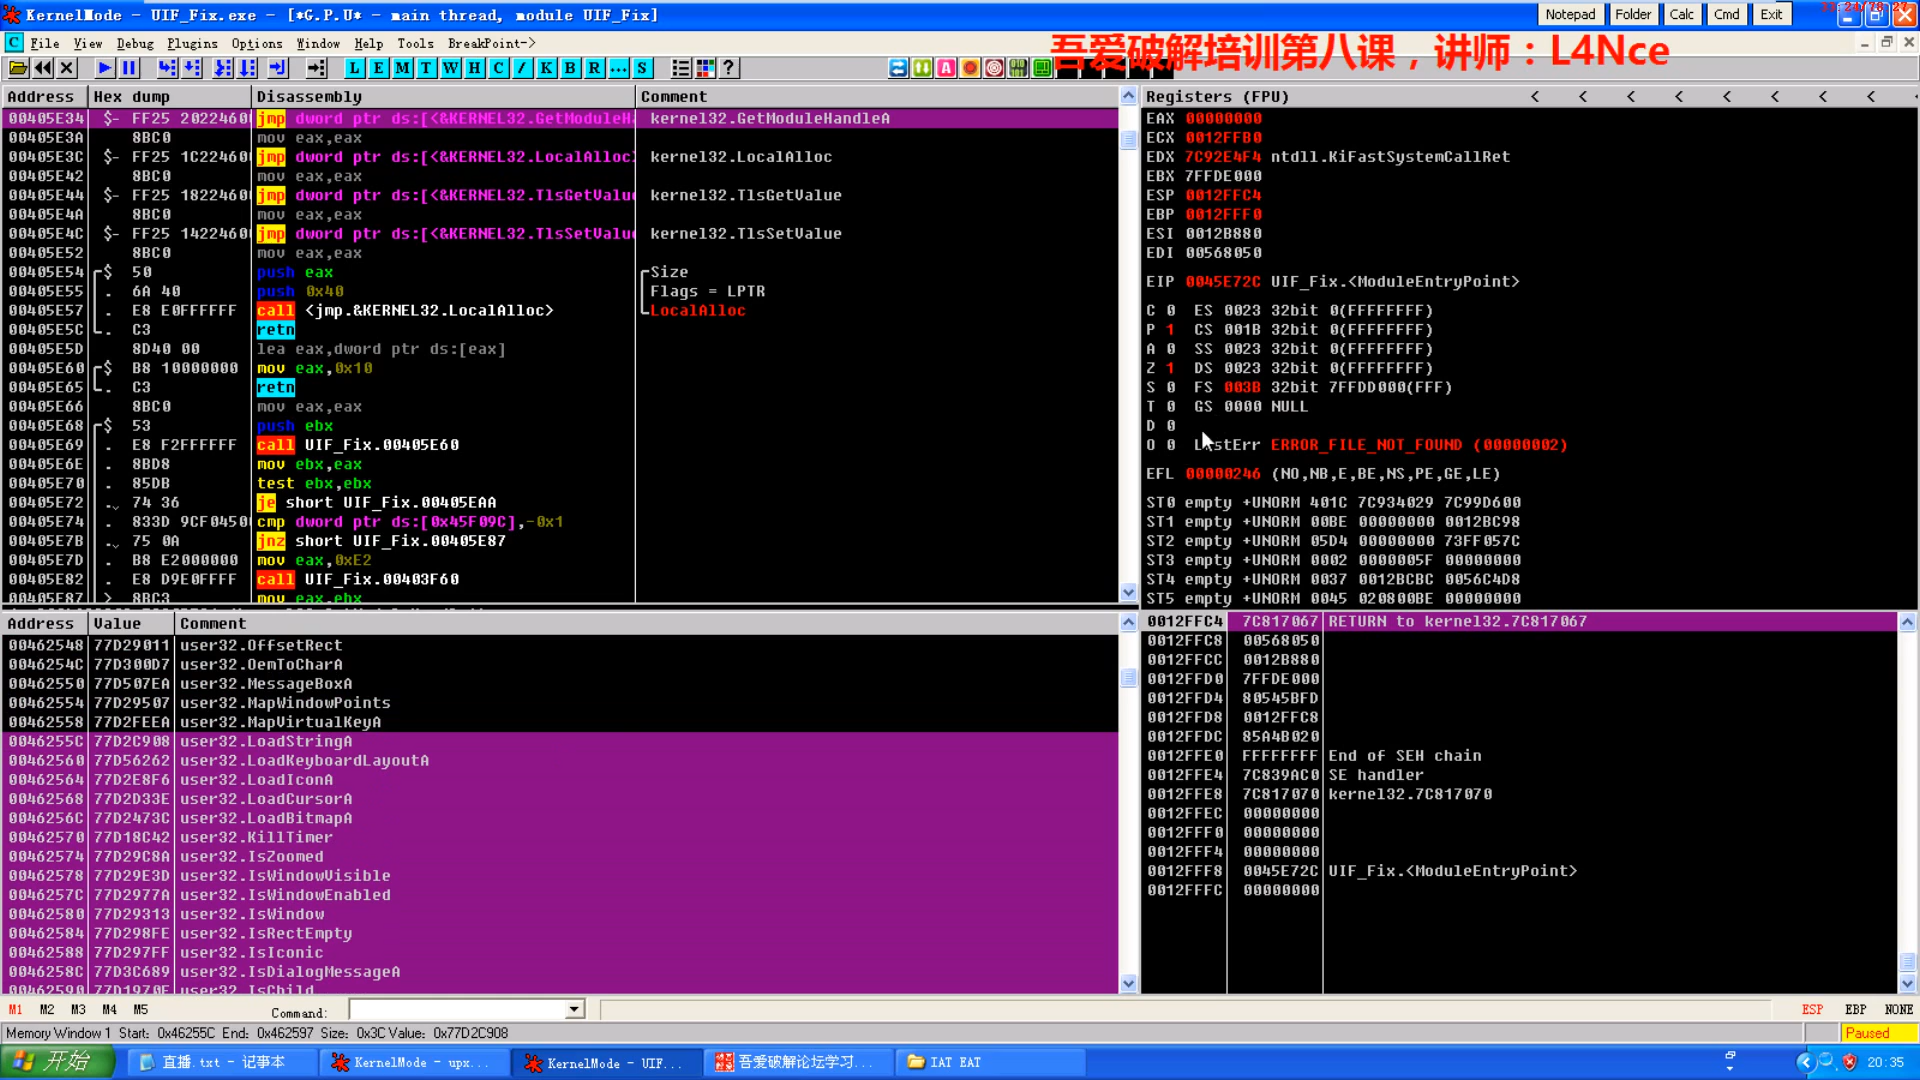 KernelMode - UIF_Fix.exe - [*G.P.U* - main thread, module UIF_Fix]
Notepad Folder Calc Cmd Exit
File View Debug Plugins Options Window Help Tools BreakPoint->
吾爱破解培训第八课，讲师：L4Nce
L E M T W H C / K B R ... S
Address Hex dump Disassembly Comment
00405E34 $- FF25 20224600 jmp dword ptr ds:[<&KERNEL32.GetModuleHa kernel32.GetModuleHandleA
00405E3A 8BC0 mov eax,eax
00405E3C $- FF25 1C224600 jmp dword ptr ds:[<&KERNEL32.LocalAlloc> kernel32.LocalAlloc
00405E42 8BC0 mov eax,eax
00405E44 $- FF25 18224600 jmp dword ptr ds:[<&KERNEL32.TlsGetValue kernel32.TlsGetValue
00405E4A 8BC0 mov eax,eax
00405E4C $- FF25 14224600 jmp dword ptr ds:[<&KERNEL32.TlsSetValue kernel32.TlsSetValue
00405E52 8BC0 mov eax,eax
00405E54 $ 50 push eax Size
00405E55 . 6A 40 push 0x40 Flags = LPTR
00405E57 . E8 E0FFFFFF call <jmp.&KERNEL32.LocalAlloc> LocalAlloc
00405E5C . C3 retn
00405E5D 8D40 00 lea eax,dword ptr ds:[eax]
00405E60 $ B8 10000000 mov eax,0x10
00405E65 . C3 retn
00405E66 8BC0 mov eax,eax
00405E68 $ 53 push ebx
00405E69 . E8 F2FFFFFF call UIF_Fix.00405E60
00405E6E . 8BD8 mov ebx,eax
00405E70 . 85DB test ebx,ebx
00405E72 . 74 36 je short UIF_Fix.00405EAA
00405E74 . 833D 9CF04500 cmp dword ptr ds:[0x45F09C],-0x1
00405E7B . 75 0A jnz short UIF_Fix.00405E87
00405E7D . B8 E2000000 mov eax,0xE2
00405E82 . E8 D9E0FFFF call UIF_Fix.00403F60
00405E87 > 8BC3 mov eax,ebx
Registers (FPU) < < < < < < < <
EAX 00000000
ECX 0012FFB0
EDX 7C92E4F4 ntdll.KiFastSystemCallRet
EBX 7FFDE000
ESP 0012FFC4
EBP 0012FFF0
ESI 0012B880
EDI 00568050
EIP 0045E72C UIF_Fix.<ModuleEntryPoint>
C 0 ES 0023 32bit 0(FFFFFFFF)
P 1 CS 001B 32bit 0(FFFFFFFF)
A 0 SS 0023 32bit 0(FFFFFFFF)
Z 1 DS 0023 32bit 0(FFFFFFFF)
S 0 FS 003B 32bit 7FFDD000(FFF)
T 0 GS 0000 NULL
D 0
O 0 LastErr ERROR_FILE_NOT_FOUND (00000002)
EFL 00000246 (NO,NB,E,BE,NS,PE,GE,LE)
ST0 empty +UNORM 401C 7C934029 7C99D600
ST1 empty +UNORM 00BE 00000000 0012BC98
ST2 empty +UNORM 05D4 00000000 73FF057C
ST3 empty +UNORM 0002 0000005F 00000000
ST4 empty +UNORM 0037 0012BCBC 0056C4D8
ST5 empty +UNORM 0045 020800BE 00000000
Address Value Comment
00462548 77D29011 user32.OffsetRect
0046254C 77D300D7 user32.OemToCharA
00462550 77D507EA user32.MessageBoxA
00462554 77D29507 user32.MapWindowPoints
00462558 77D2FEEA user32.MapVirtualKeyA
0046255C 77D2C908 user32.LoadStringA
00462560 77D56262 user32.LoadKeyboardLayoutA
00462564 77D2E8F6 user32.LoadIconA
00462568 77D2D33E user32.LoadCursorA
0046256C 77D2473C user32.LoadBitmapA
00462570 77D18C42 user32.KillTimer
00462574 77D29C8A user32.IsZoomed
00462578 77D29E3D user32.IsWindowVisible
0046257C 77D2977A user32.IsWindowEnabled
00462580 77D29313 user32.IsWindow
00462584 77D298FE user32.IsRectEmpty
00462588 77D297FF user32.IsIconic
0046258C 77D3C689 user32.IsDialogMessageA
00462590 77D1970E user32.IsChild
0012FFC4 7C817067 RETURN to kernel32.7C817067
0012FFC8 00568050
0012FFCC 0012B880
0012FFD0 7FFDE000
0012FFD4 80545BFD
0012FFD8 0012FFC8
0012FFDC 85A4B020
0012FFE0 FFFFFFFF End of SEH chain
0012FFE4 7C839AC0 SE handler
0012FFE8 7C817070 kernel32.7C817070
0012FFEC 00000000
0012FFF0 00000000
0012FFF4 00000000
0012FFF8 0045E72C UIF_Fix.<ModuleEntryPoint>
0012FFFC 00000000
M1 M2 M3 M4 M5 Command: ESP EBP NONE
Memory Window 1 Start: 0x46255C End: 0x462597 Size: 0x3C Value: 0x77D2C908 Paused
开始 直播.txt - 记事本 KernelMode - upx... KernelMode - UIF... 吾爱破解论坛学习... IAT EAT 20:35